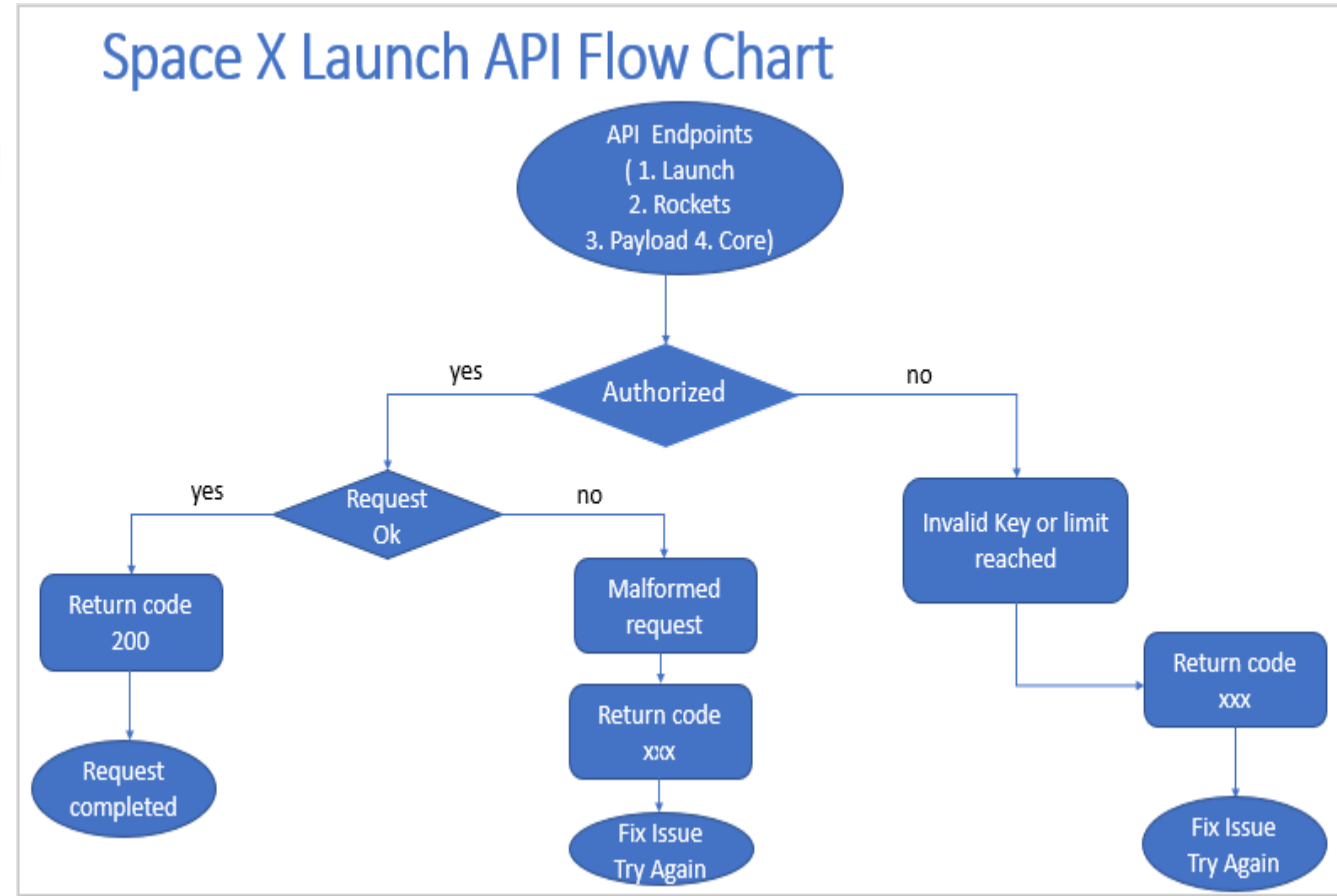 Space X Launch API Flow Chart
API Endpoints
( 1. Launch
2. Rockets
3. Payload 4. Core)
Authorized
yes
no
Request
Ok
yes
no
Invalid Key or limit
reached
Return code
200
Malformed
request
Return code
xxx
Return code
xxx
Request
completed
Fix Issue
Try Again
Fix Issue
Try Again